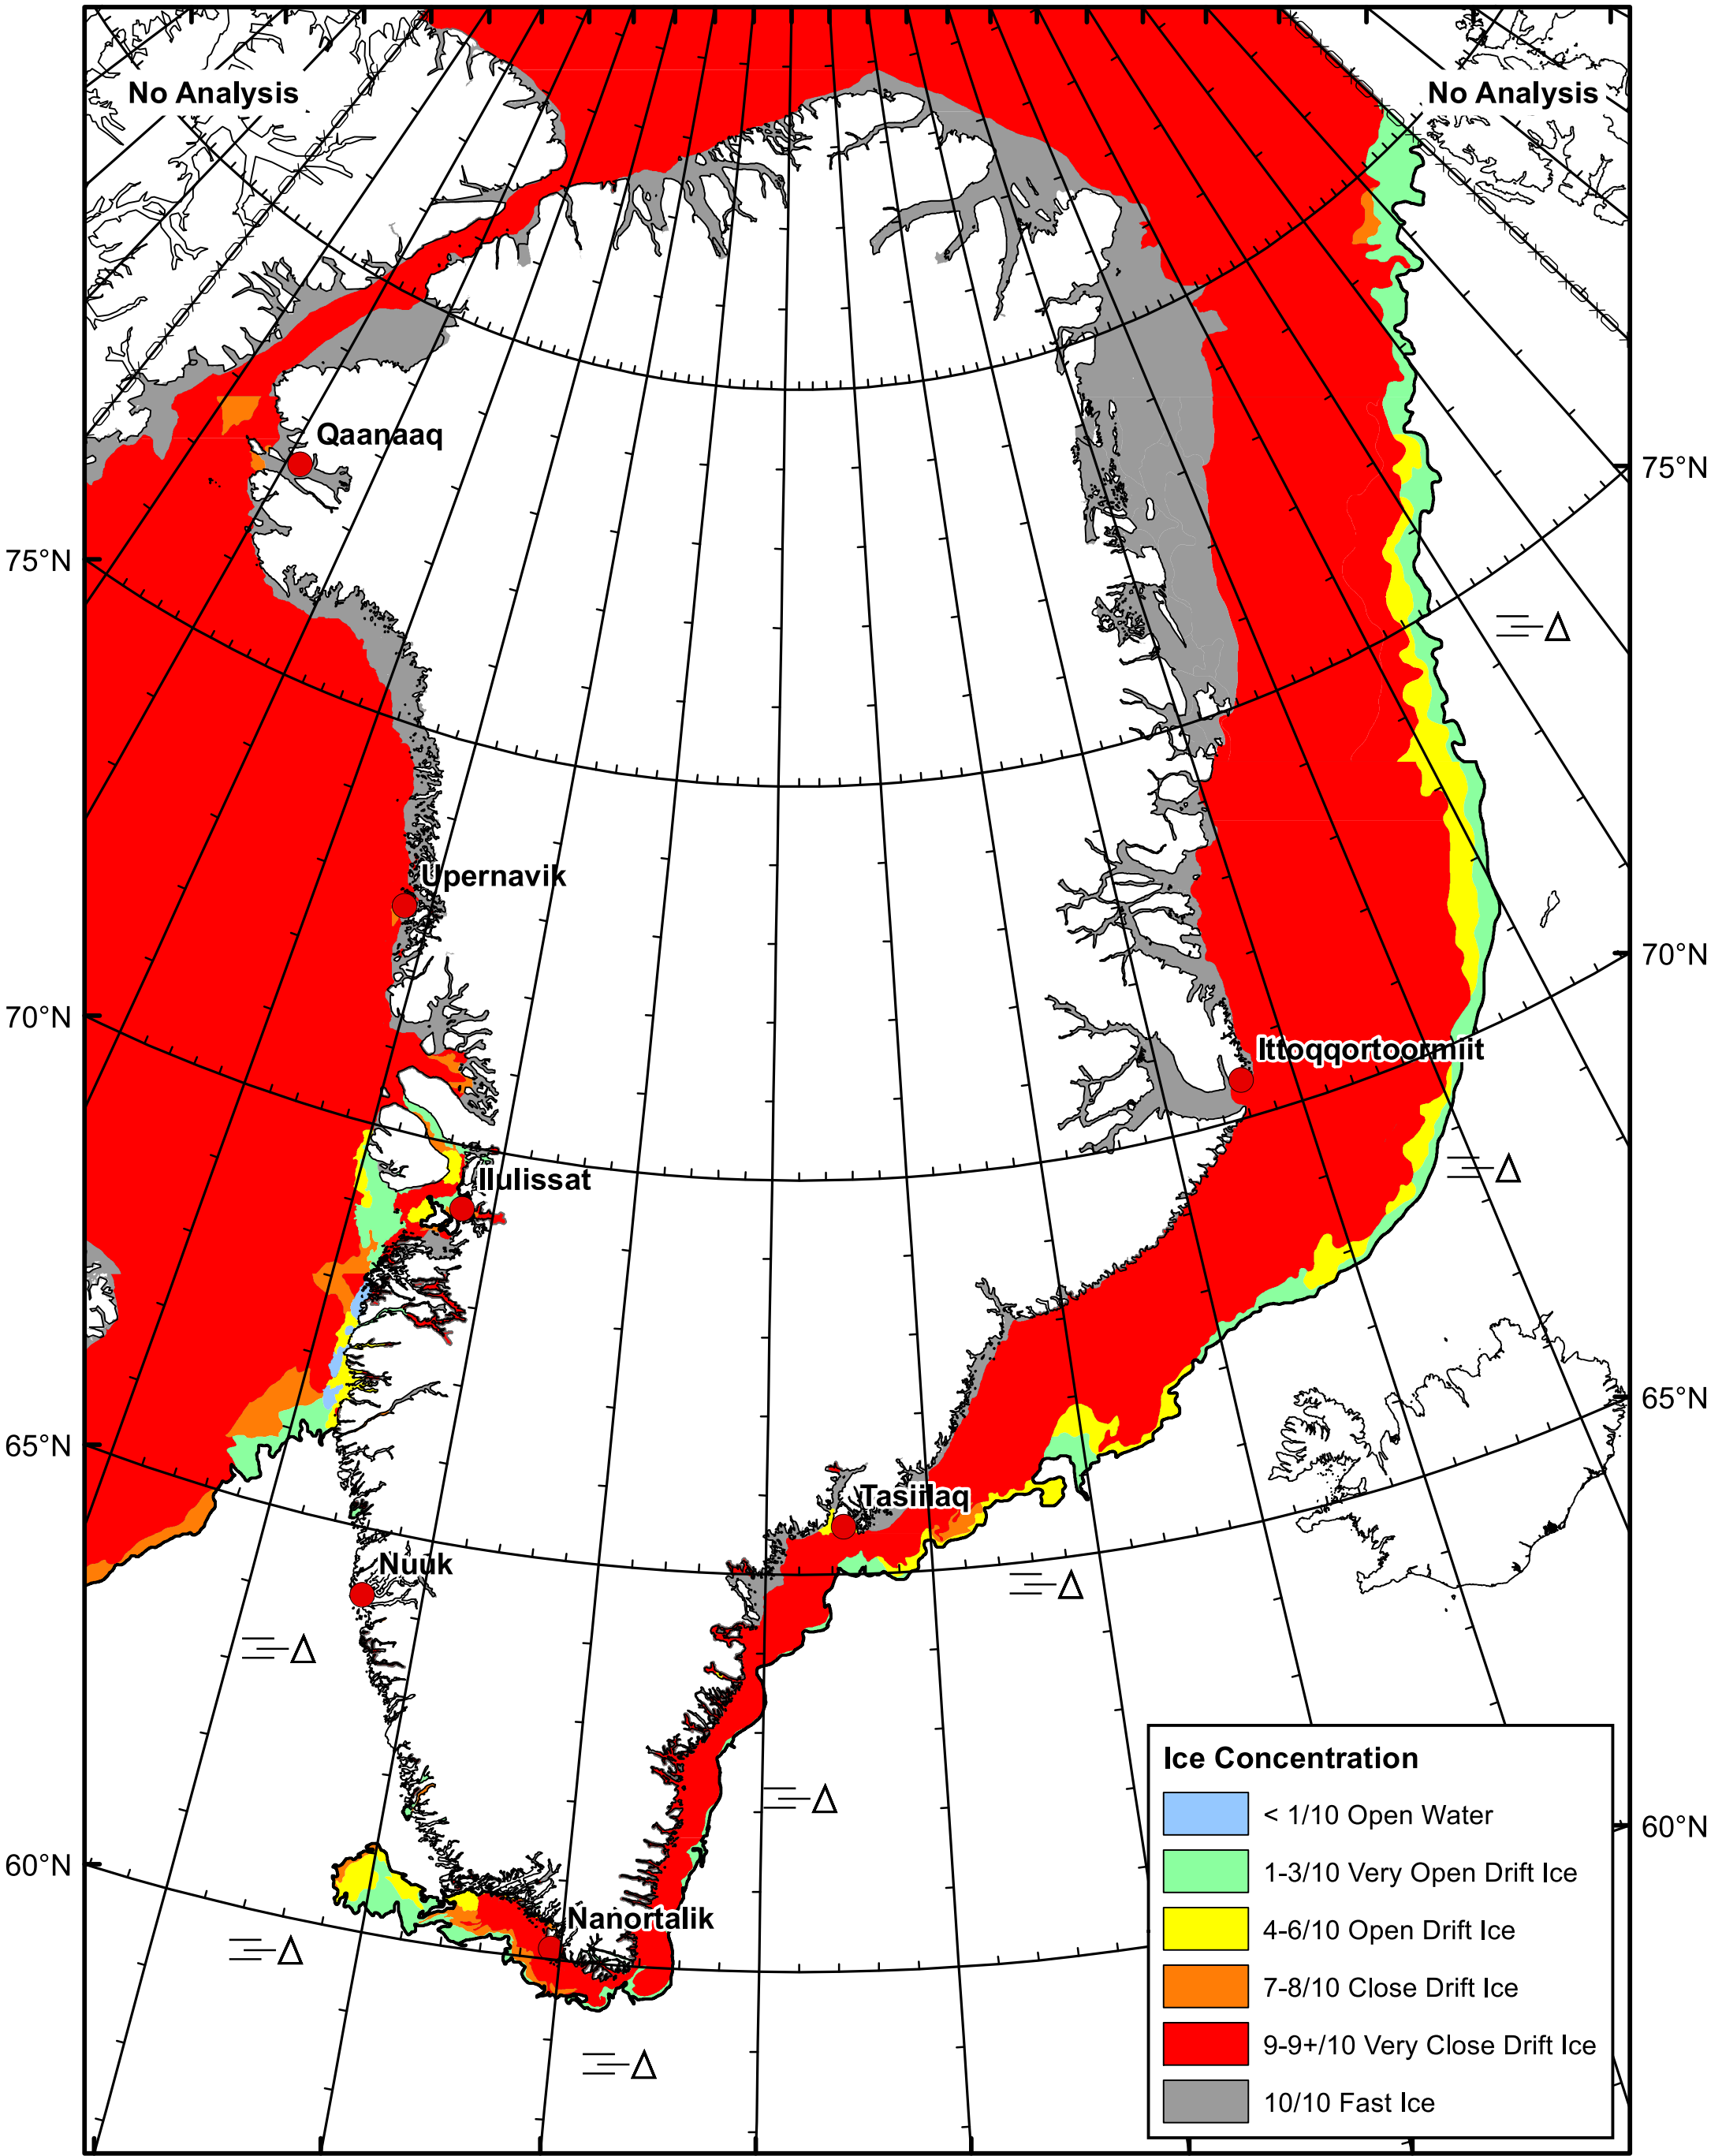 No Analysis
No Analysis
Qaanaaq
75°N
75°N
Upernavik
70°N
70°N
Ittoqqortoormiit
Ilulissat
65°N
65°N
Tasiilaq
Nuuk
Ice Concentration
< 1/10 Open Water
1-3/10 Very Open Drift Ice
4-6/10 Open Drift Ice
7-8/10 Close Drift Ice
9-9+/10 Very Close Drift Ice
10/10 Fast Ice
60°N
60°N
Nanortalik